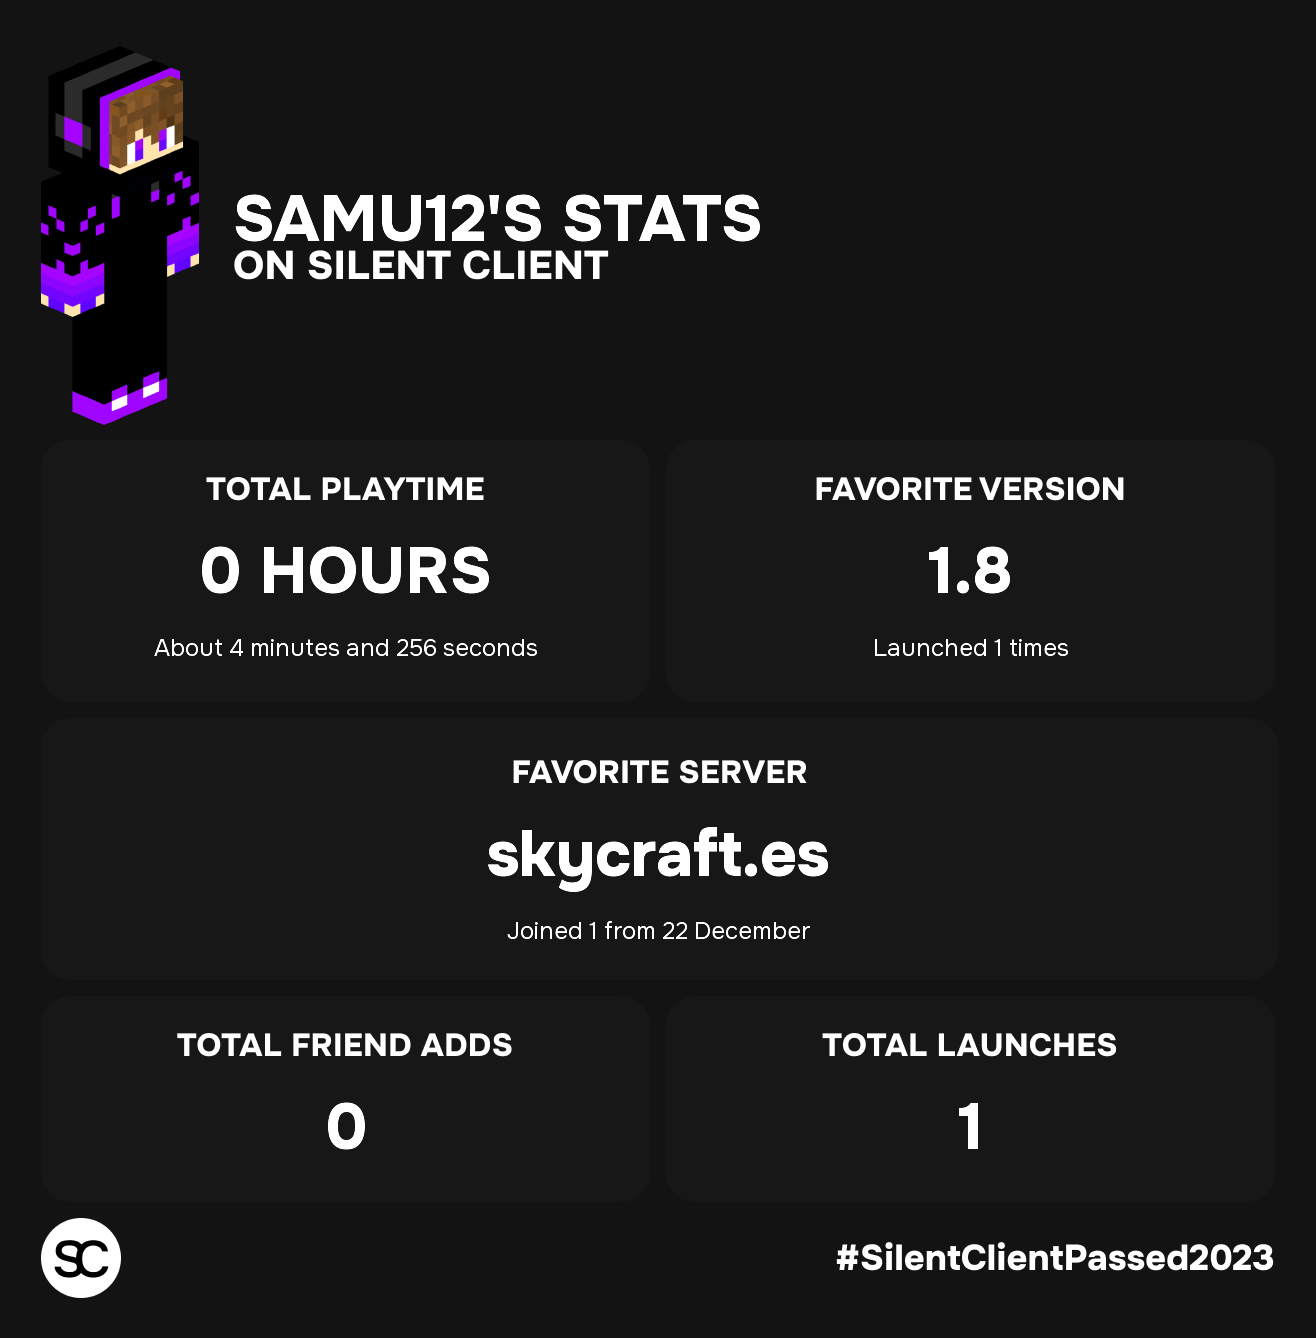 SAMU12'S STATS
ON SILENT CLIENT
TOTAL PLAYTIME
0 HOURS
About 4 minutes and 256 seconds
FAVORITE VERSION
1.8
Launched 1 times
FAVORITE SERVER
skycraft.es
Joined 1 from 22 December
TOTAL FRIEND ADDS
0
TOTAL LAUNCHES
1
SC
#SilentClientPassed2023